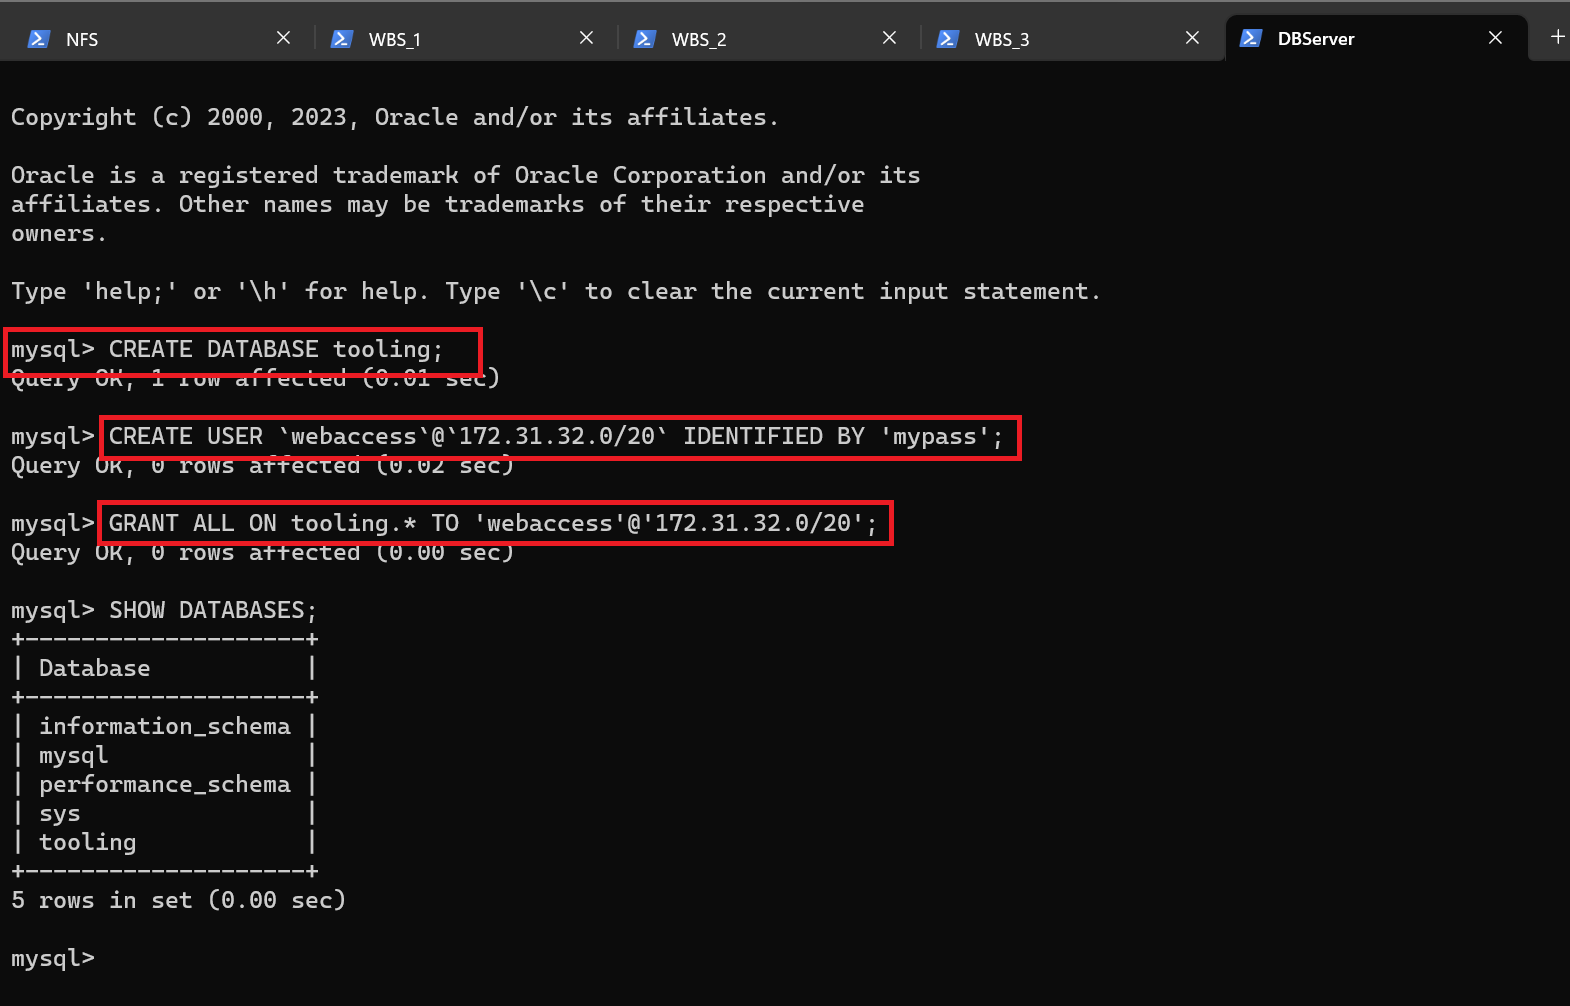 NFS
WBS_1
WBS_2
WBS_3
DBServer
Copyright (c) 2000, 2023, Oracle and/or its affiliates.
Oracle is a registered trademark of Oracle Corporation and/or its
affiliates. Other names may be trademarks of their respective
owners.
Type 'help;' or '\h' for help. Type '\c' to clear the current input statement.
mysql> CREATE DATABASE tooling;
Query OK, 1 row affected (0.01 sec)
mysql> CREATE USER `webaccess`@`172.31.32.0/20` IDENTIFIED BY 'mypass';
Query OK, 0 rows affected (0.02 sec)
mysql> GRANT ALL ON tooling.* TO 'webaccess'@'172.31.32.0/20';
Query OK, 0 rows affected (0.00 sec)
mysql> SHOW DATABASES;
+--------------------+
| Database           |
+--------------------+
| information_schema |
| mysql              |
| performance_schema |
| sys                |
| tooling            |
+--------------------+
5 rows in set (0.00 sec)
mysql>